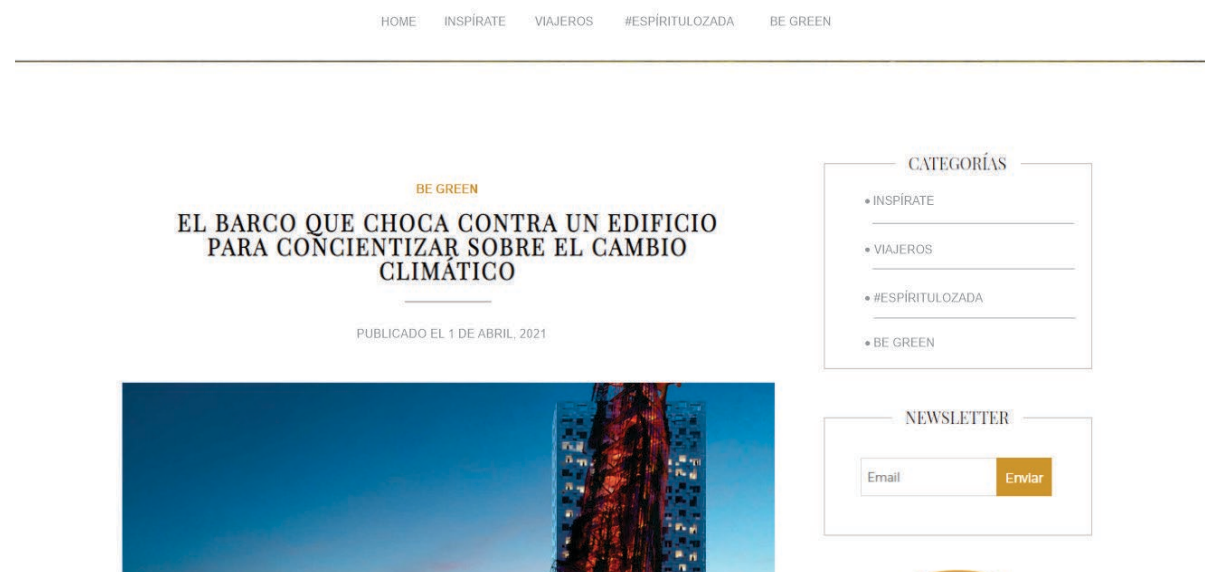 HOME INSPÍRATE VIAJEROS #ESPÍRITULOZADA BE GREEN
BE GREEN
EL BARCO QUE CHOCA CONTRA UN EDIFICIO
PARA CONCIENTIZAR SOBRE EL CAMBIO
CLIMÁTICO
PUBLICADO EL 1 DE ABRIL, 2021
CATEGORÍAS
• INSPÍRATE
• VIAJEROS
• #ESPÍRITULOZADA
• BE GREEN
NEWSLETTER
Email Enviar